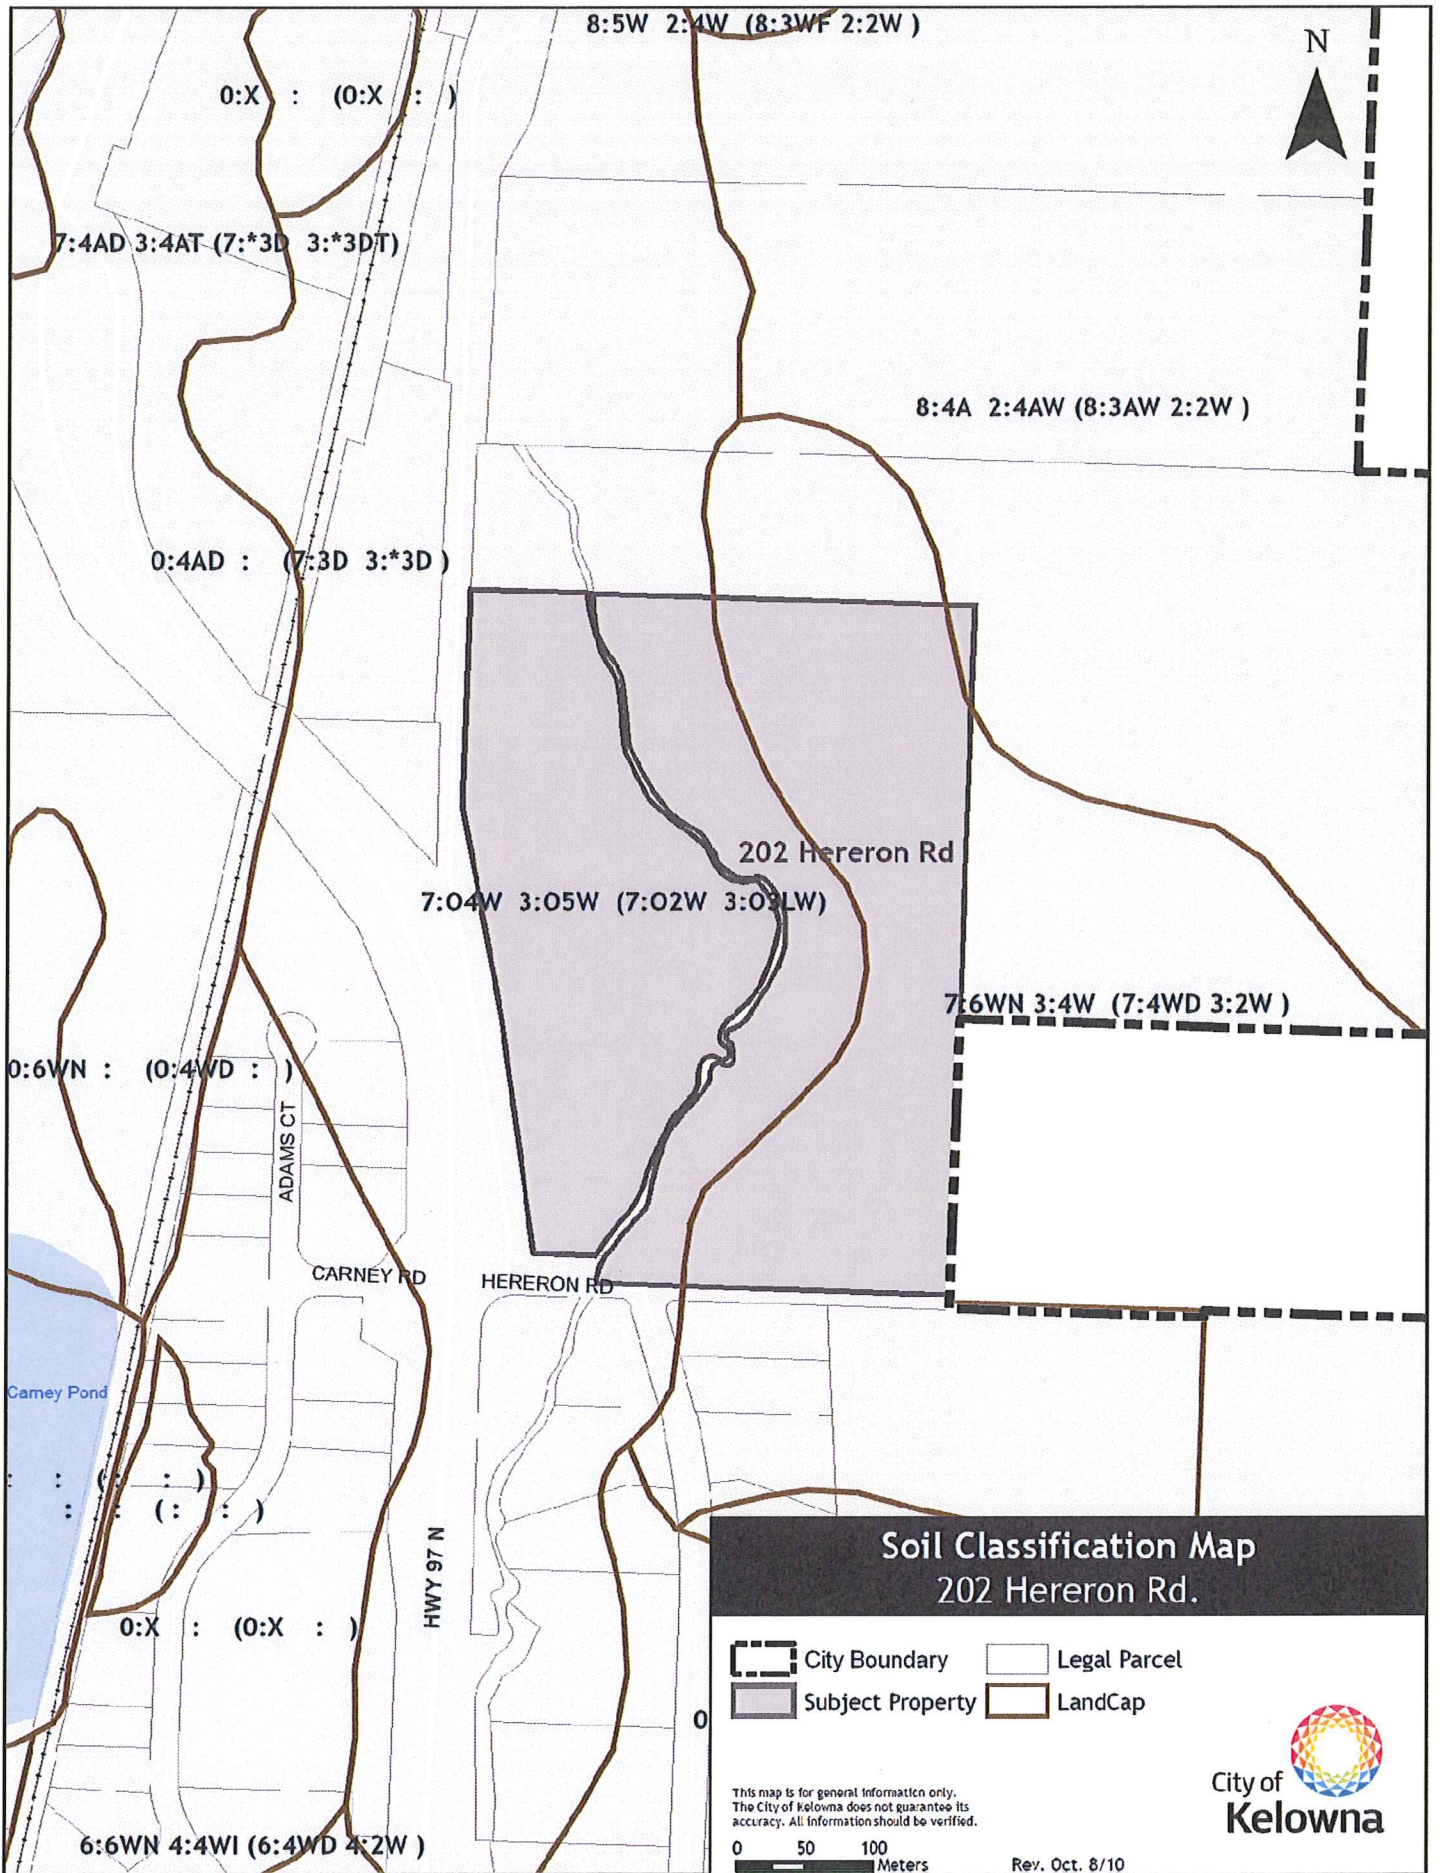 8:5W 2:4W (8:3WF 2:2W )
N
0:X : (0:X : )
7:4AD 3:4AT (7:*3D 3:*3DT)
8:4A 2:4AW (8:3AW 2:2W )
0:4AD : (7:3D 3:*3D )
202 Hereron Rd
7:O4W 3:O5W (7:O2W 3:O3LW)
7:6WN 3:4W (7:4WD 3:2W )
0:6WN : (0:4WD : )
ADAMS CT
CARNEY RD
HERERON RD
Carney Pond
: : (: : )
: : (: : )
HWY 97 N
0:X : (0:X : )
0
6:6WN 4:4WI (6:4WD 4:2W )
Soil Classification Map
202 Hereron Rd.
City Boundary Legal Parcel
Subject Property LandCap
This map is for general information only.
The City of Kelowna does not guarantee its
accuracy. All information should be verified.
City of
Kelowna
0 50 100
Meters
Rev. Oct. 8/10